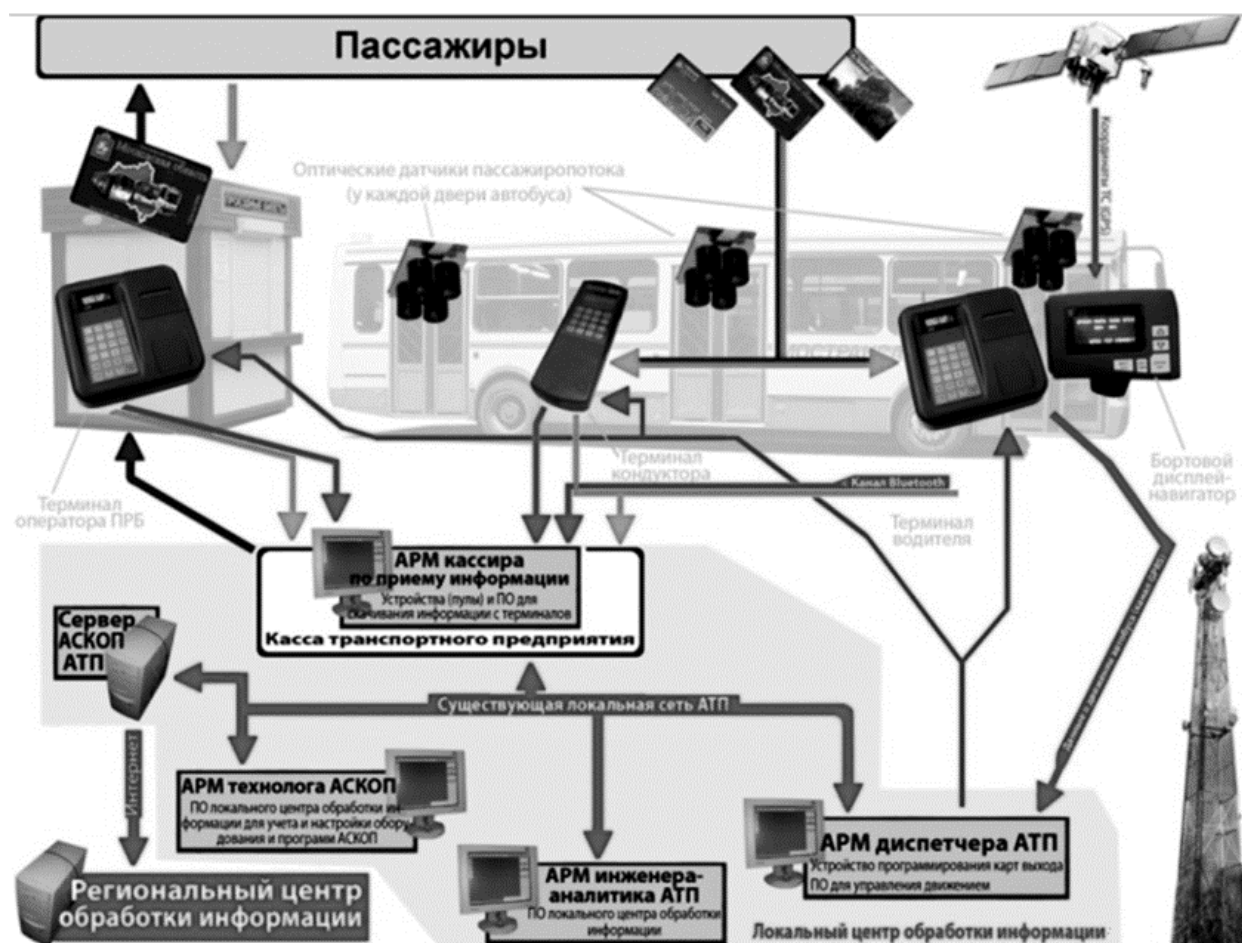 Пассажиры
Московская область
Оптические датчики пассажиропотока
(у каждой двери автобуса)
Координаты ТС (GPS)
Терминал
оператора ПРБ
Терминал
кондуктора
< Канал Bluetooth
Терминал
водителя
Бортовой
дисплей-
навигатор
АРМ кассира
по приему информации
Устройства (пулы) и ПО для
скачивания информации с терминалов
Касса транспортного предприятия
Сервер
АСКОП
АТП
Существующая локальная сеть АТП
Интернет
АРМ технолога АСКОП
ПО локального центра обработки ин-
формации для учета и настройки обору
дования и программ АСКОП
АРМ диспетчера АТП
Устройство программирования карт выхода
ПО для управления движением
АРМ инженера-
аналитика АТП
ПО локального центра обработки
информации
Региональный центр
обработки информации
Локальный центр обработки информации